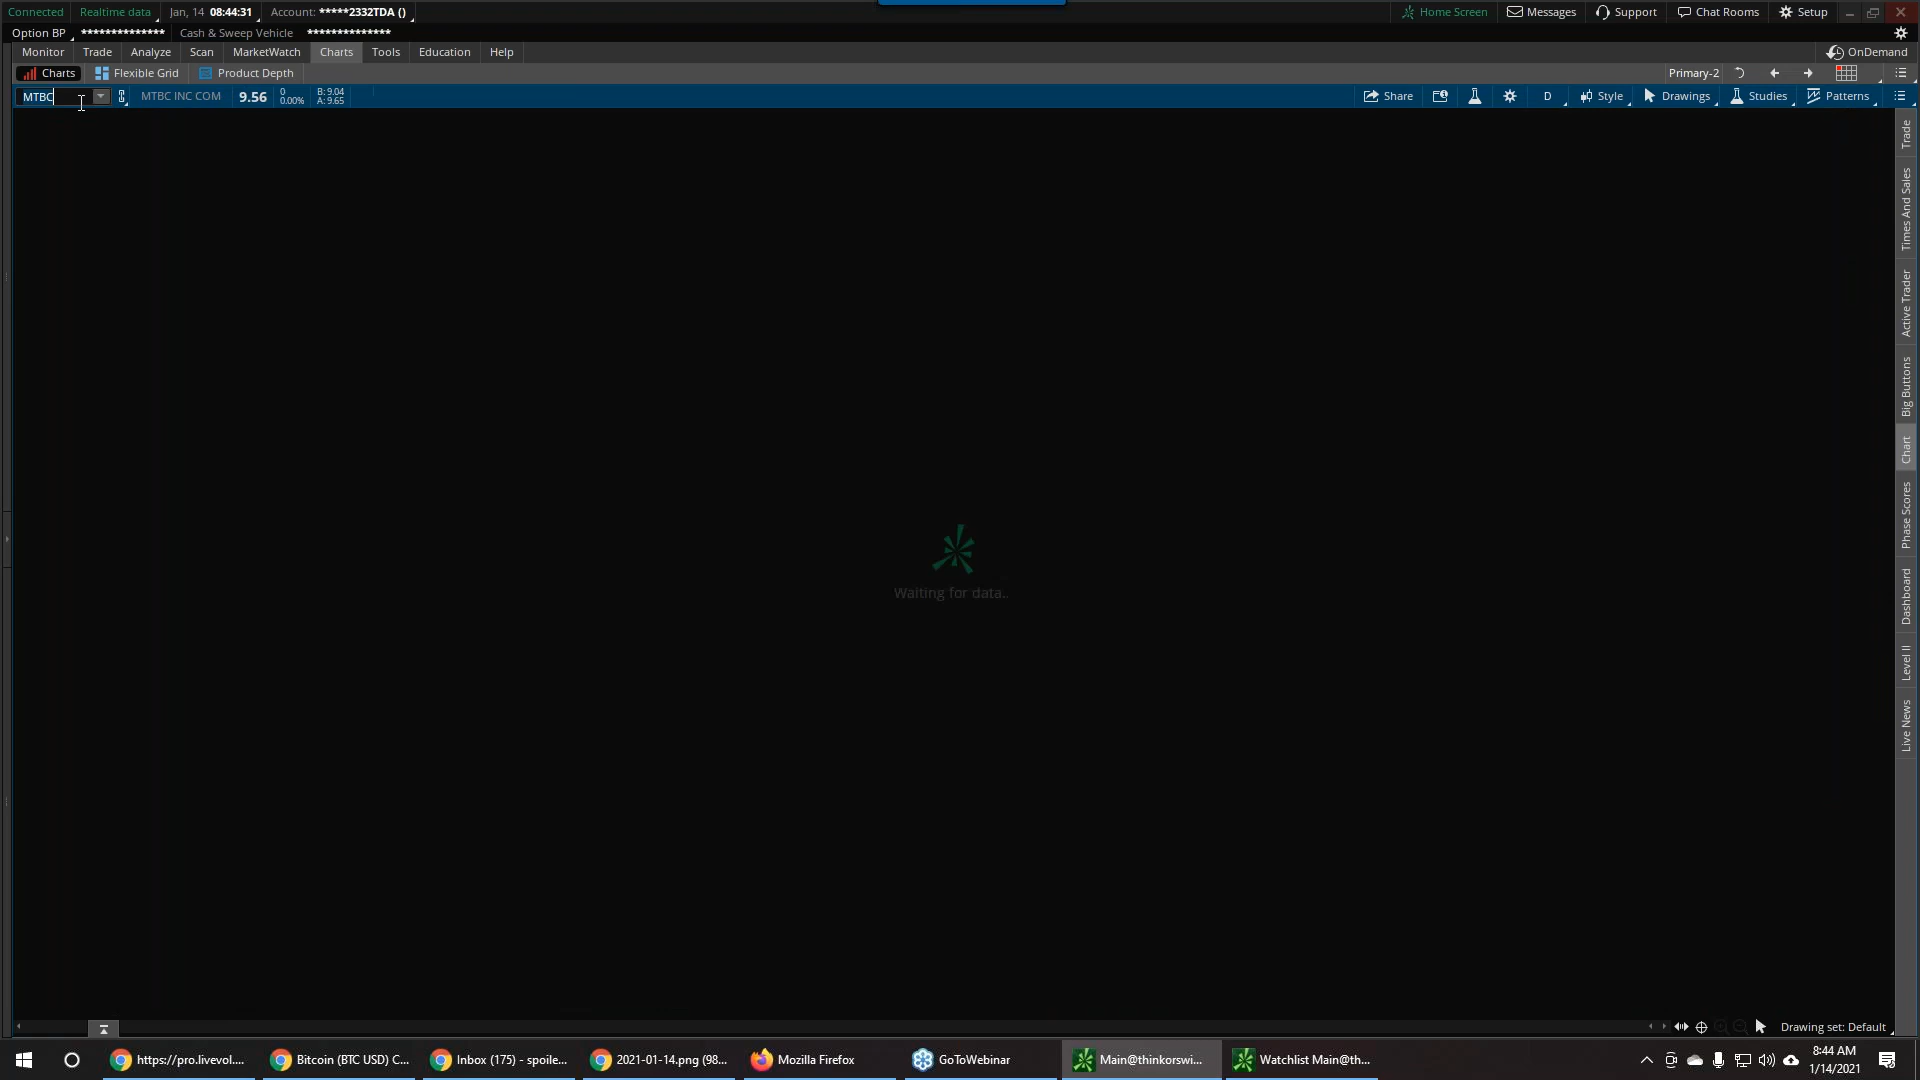 Connected Realtime data Jan, 14 08:44:31 Account: *****2332TDA () Home Screen Messages Support Chat Rooms Setup
Option BP ************** Cash & Sweep Vehicle **************
Monitor Trade Analyze Scan MarketWatch Charts Tools Education Help OnDemand
Charts Flexible Grid Product Depth Primary-2
MTBC MTBC INC COM 9.56 0 B: 9.04 Share D Style Drawings Studies Patterns
0.00% A: 9.65
Trade
Times And Sales
Active Trader
Big Buttons
Chart
Phase Scores
Dashboard
Level II
Live News
Waiting for data..
Drawing set: Default
https://pro.livevol.... Bitcoin (BTC USD) C... Inbox (175) - spoile... 2021-01-14.png (98... Mozilla Firefox GoToWebinar Main@thinkorswi... Watchlist Main@th... 8:44 AM
1/14/2021